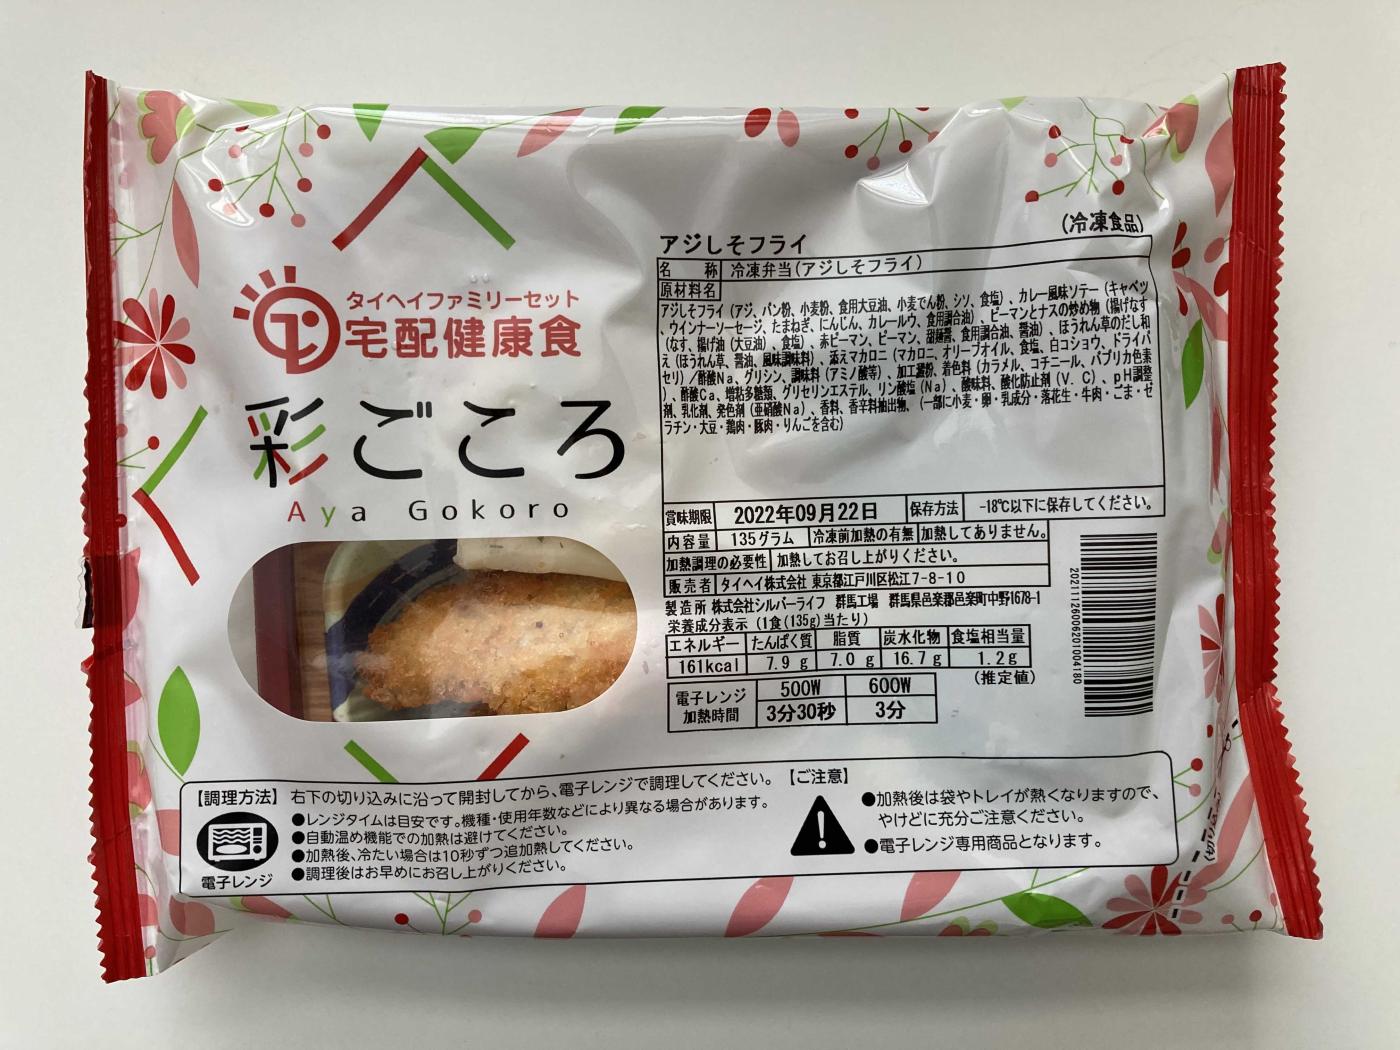 タイヘイファミリーセット
宅配健康食
彩ごころ
Aya Gokoro
(冷凍食品)
アジしそフライ
名 称 冷凍弁当(アジしそフライ)
原材料名
アジしそフライ(アジ、パン粉、小麦粉、食用大豆油、小麦でん粉、シソ、食塩)、カレー風味ソテー(キャベツ
、ウインナーソーセージ、たまねぎ、にんじん、カレールウ、食用調合油)、ピーマンとナスの炒め物(揚げなす
(なす、揚げ油(大豆油)、食塩)、赤ピーマン、ピーマン、甜麺醤、食用調合油、醤油)、ほうれん草のだし和
え(ほうれん草、醤油、風味調味料)、添えマカロニ(マカロニ、オリーブオイル、食塩、白コショウ、ドライパ
セリ)/酢酸Na、グリシン、調味料(アミノ酸等)、加工澱粉、着色料(カラメル、コチニール、パプリカ色素
)、酢酸Ca、増粘多糖類、グリセリンエステル、リン酸塩(Na)、酸味料、酸化防止剤(V.C)、pH調整
剤、乳化剤、発色剤(亜硝酸Na)、香料、香辛料抽出物、(一部に小麦・卵・乳成分・落花生・牛肉・ごま・ゼ
ラチン・大豆・鶏肉・豚肉・りんごを含む)
賞味期限 2022年09月22日 保存方法 -18℃以下に保存してください。
内容量 135グラム 冷凍前加熱の有無 加熱してありません。
加熱調理の必要性 加熱してお召し上がりください。
販売者 タイヘイ株式会社 東京都江戸川区松江7-8-10
製造所 株式会社シルバーライフ 群馬工場 群馬県邑楽郡邑楽町中野1678-1
栄養成分表示(1食(135g)当たり)
エネルギー たんぱく質 脂質 炭水化物 食塩相当量
161kcal 7.9 g 7.0 g 16.7 g 1.2g
(推定値)
電子レンジ加熱時間 500W 600W
3分30秒 3分
20211126006201004180
【調理方法】 右下の切り込みに沿って開封してから、電子レンジで調理してください。
●レンジタイムは目安です。機種・使用年数などにより異なる場合があります。
●自動温め機能での加熱は避けてください。
●加熱後、冷たい場合は10秒ずつ追加熱してください。
●調理後はお早めにお召し上がりください。
電子レンジ
【ご注意】
●加熱後は袋やトレイが熱くなりますので、
やけどに充分ご注意ください。
●電子レンジ専用商品となります。